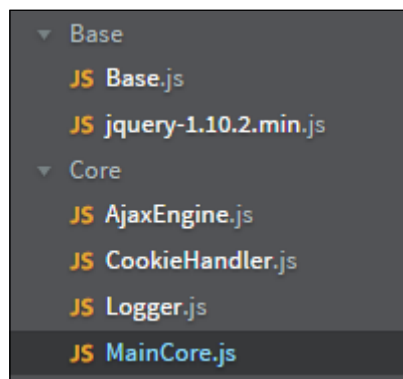 Base
JS Base.js
JS jquery-1.10.2.min.js
Core
JS AjaxEngine.js
JS CookieHandler.js
JS Logger.js
JS MainCore.js